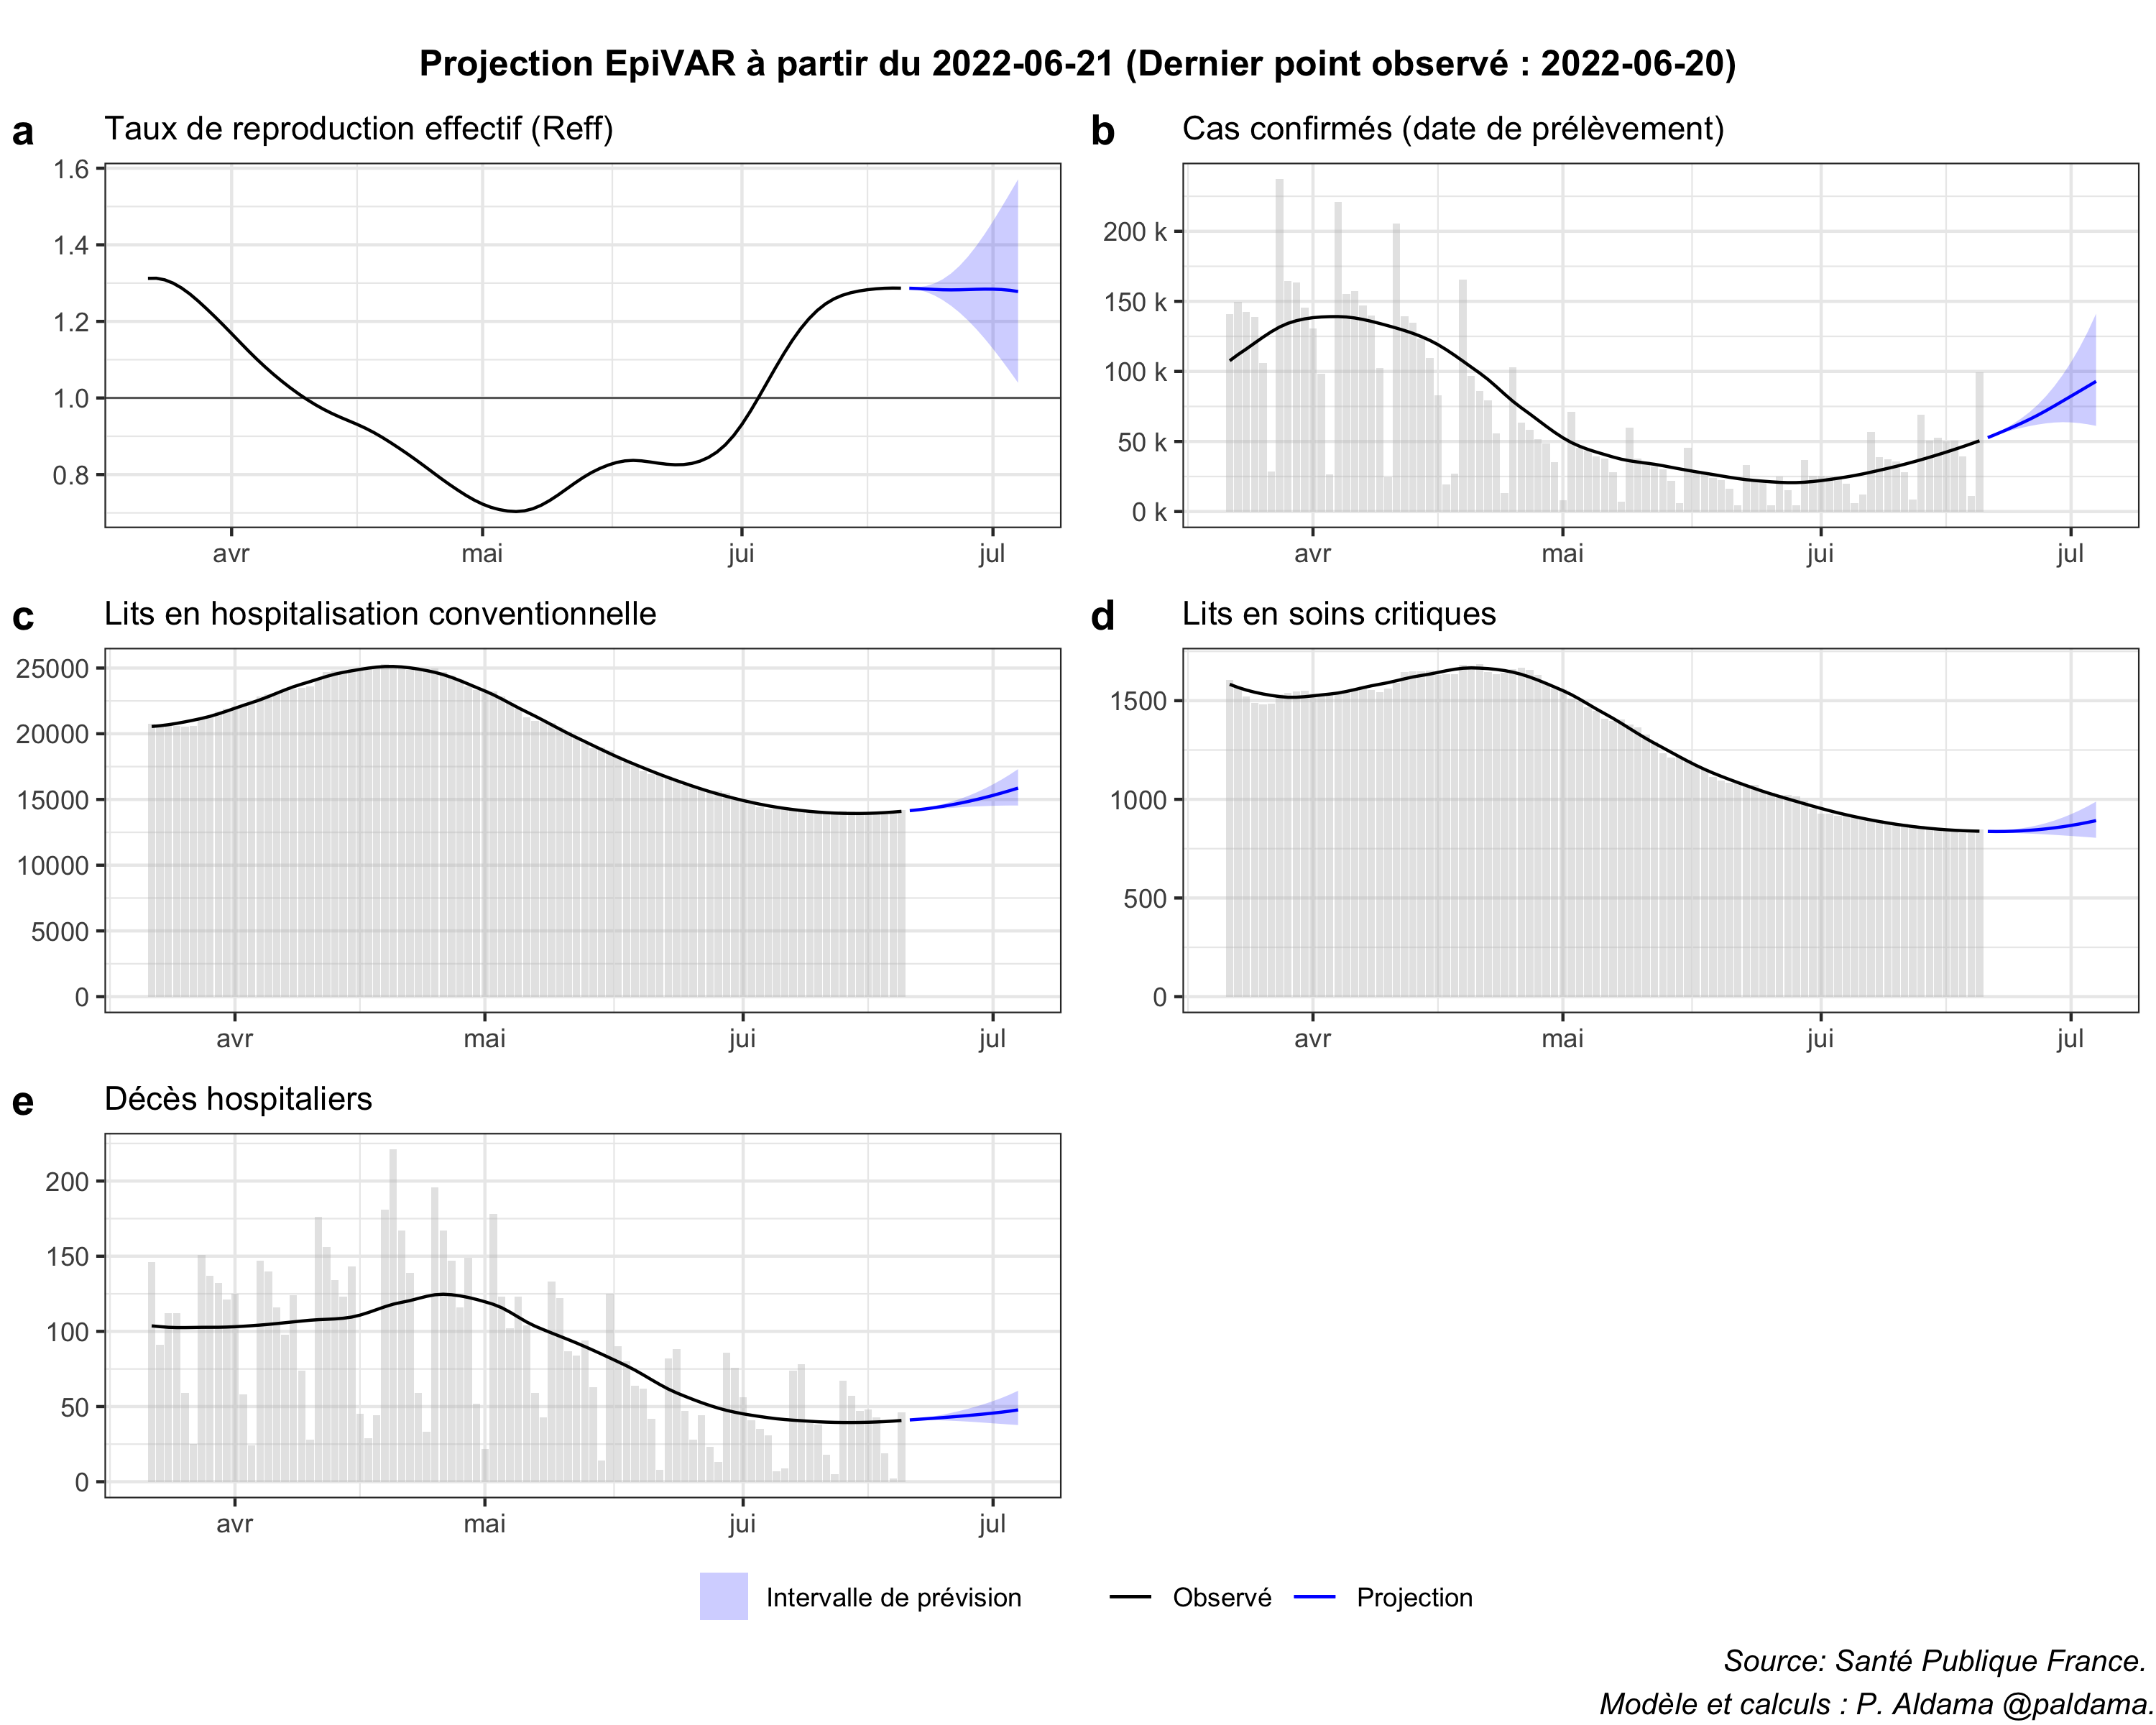 Projection EpiVAR à partir du 2022-06-21 (Dernier point observé : 2022-06-20)
a
Taux de reproduction effectif (Reff)
1.6
1.4
1.2
1.0
0.8
avr
mai
jui
jul
b
Cas confirmés (date de prélèvement)
200 k
150 k
100 k
50 k
0 k
avr
mai
jui
jul
c
Lits en hospitalisation conventionnelle
25000
20000
15000
10000
5000
0
avr
mai
jui
jul
d
Lits en soins critiques
1500
1000
500
0
avr
mai
jui
jul
e
Décès hospitaliers
200
150
100
50
0
avr
mai
jui
jul
Intervalle de prévision
Observé
Projection
Source: Santé Publique France.
Modèle et calculs : P. Aldama @paldama.